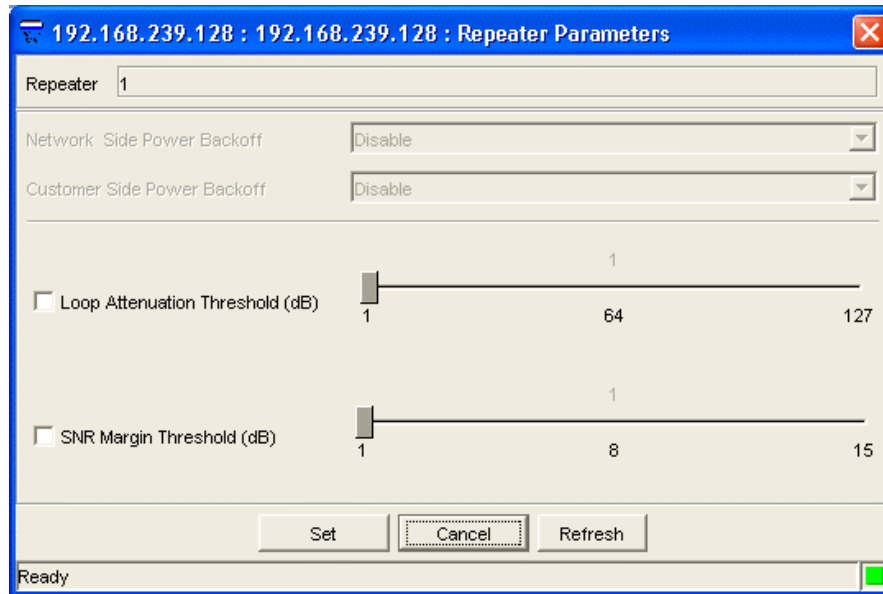 192.168.239.128 : 192.168.239.128 : Repeater Parameters
Repeater 1
Network Side Power Backoff Disable
Customer Side Power Backoff Disable
1
Loop Attenuation Threshold (dB)
1 64 127
1
SNR Margin Threshold (dB)
1 8 15
Set Cancel Refresh
Ready